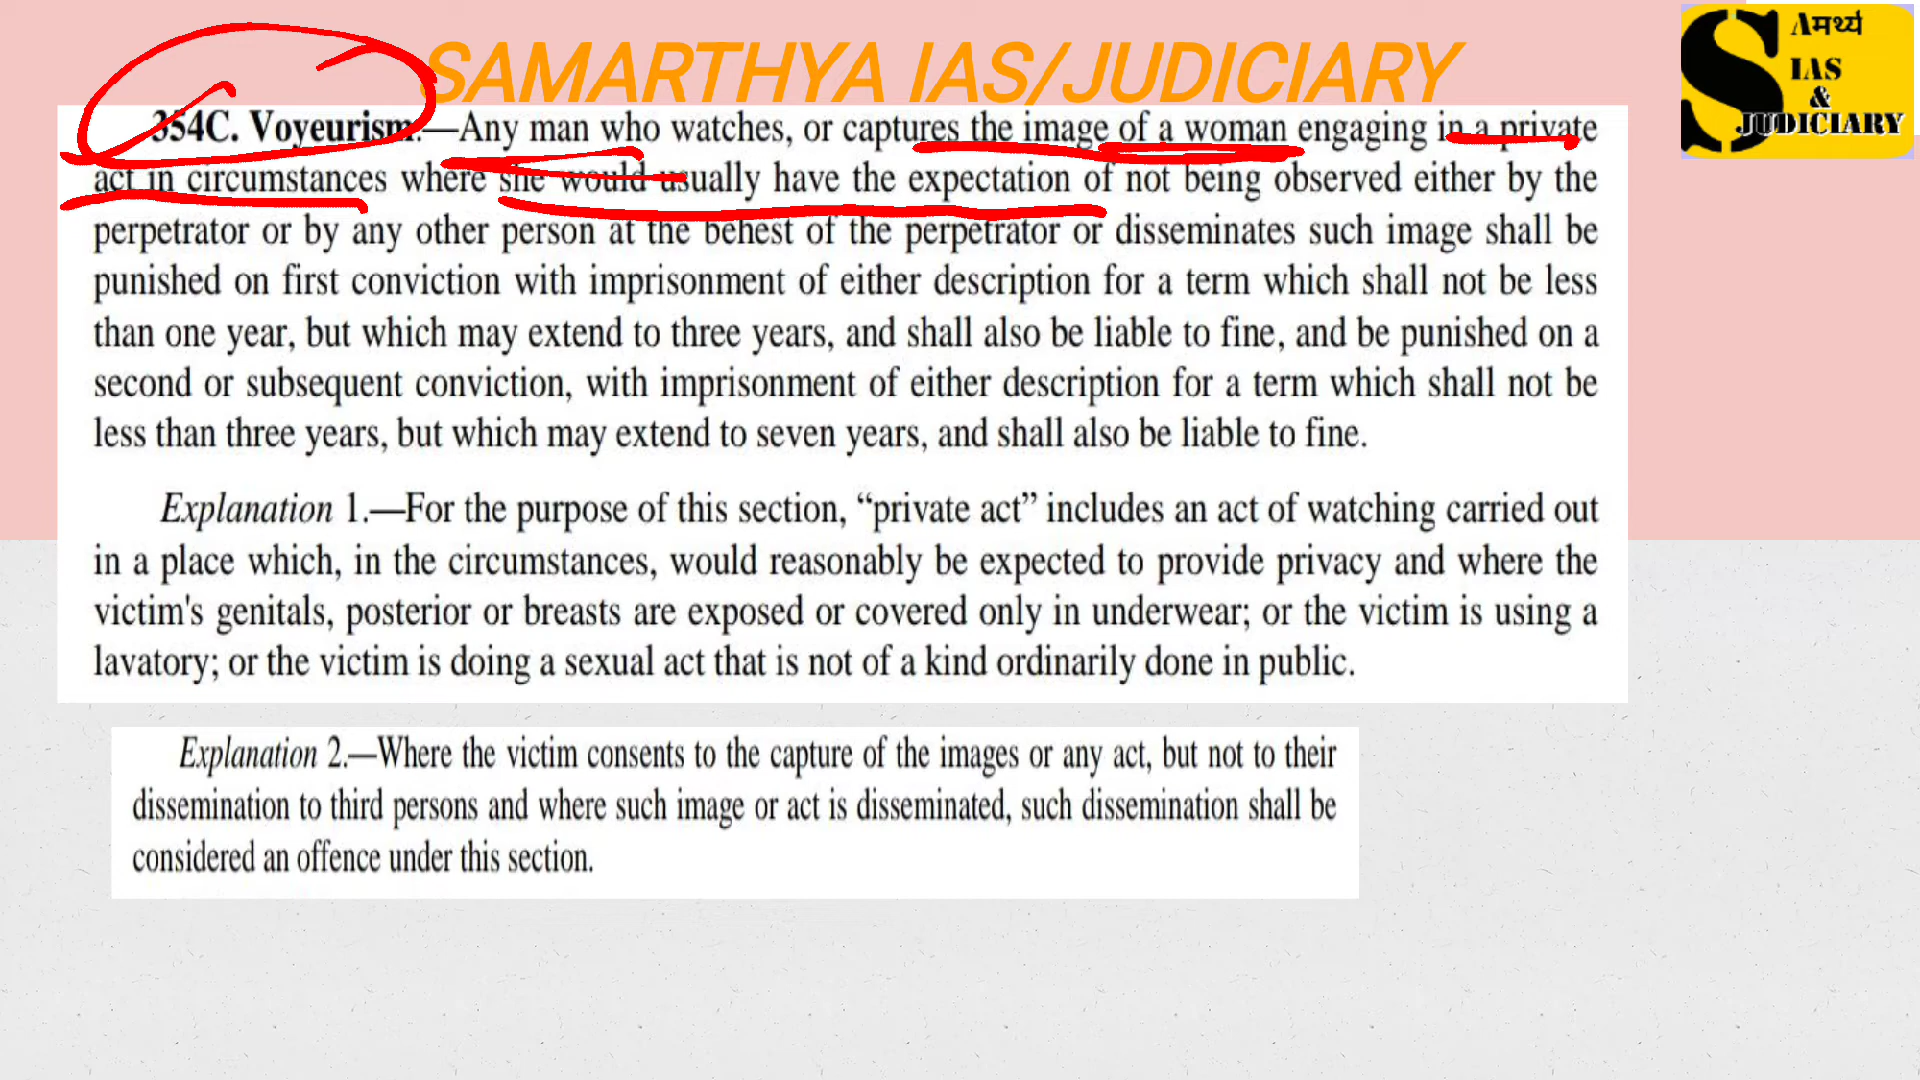 SAMARTHYA IAS/JUDICIARY
Aमर्थ्य
S IAS
&
JUDICIARY
354C. Voyeurism.—Any man who watches, or captures the image of a woman engaging in a private
act in circumstances where she would usually have the expectation of not being observed either by the
perpetrator or by any other person at the behest of the perpetrator or disseminates such image shall be
punished on first conviction with imprisonment of either description for a term which shall not be less
than one year, but which may extend to three years, and shall also be liable to fine, and be punished on a
second or subsequent conviction, with imprisonment of either description for a term which shall not be
less than three years, but which may extend to seven years, and shall also be liable to fine.
Explanation 1.—For the purpose of this section, “private act” includes an act of watching carried out
in a place which, in the circumstances, would reasonably be expected to provide privacy and where the
victim's genitals, posterior or breasts are exposed or covered only in underwear; or the victim is using a
lavatory; or the victim is doing a sexual act that is not of a kind ordinarily done in public.
Explanation 2.—Where the victim consents to the capture of the images or any act, but not to their
dissemination to third persons and where such image or act is disseminated, such dissemination shall be
considered an offence under this section.